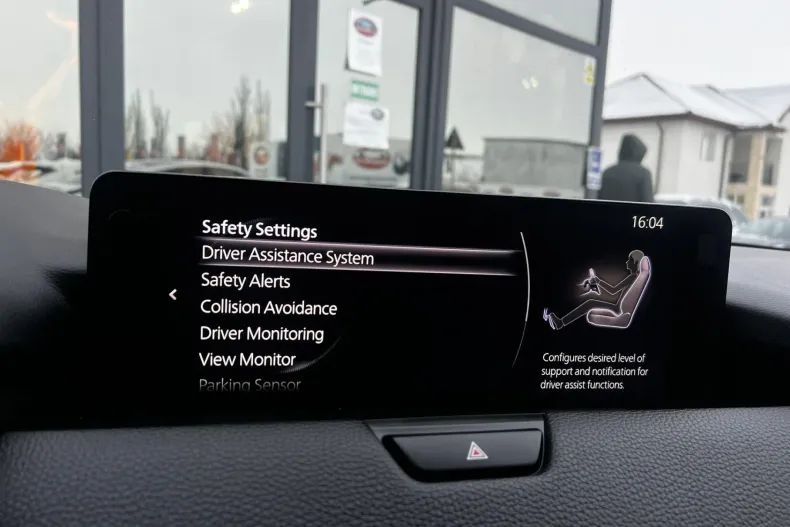 Safety Settings
16:04
Driver Assistance System
Safety Alerts
Collision Avoidance
Driver Monitoring
View Monitor
Parking Sensor
Configures desired level of
support and notification for
driver assist functions.